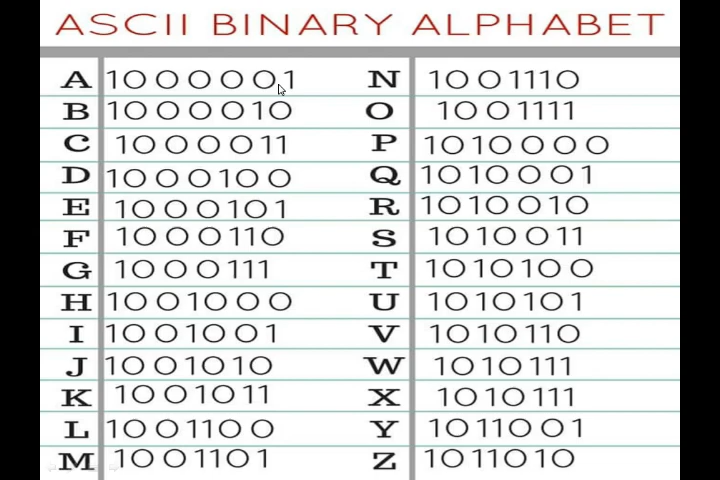 ASCII BINARY ALPHABET
A 1000001 N 1001110
B 1000010 O 1001111
C 1000011 P 1010000
D 1000100 Q 1010001
E 1000101 R 1010010
F 1000110 S 1010011
G 1000111 T 1010100
H 1001000 U 1010101
I 1001001 V 1010110
J 1001010 W 1010111
K 1001011 X 1010111
L 1001100 Y 1011001
M 1001101 Z 1011010